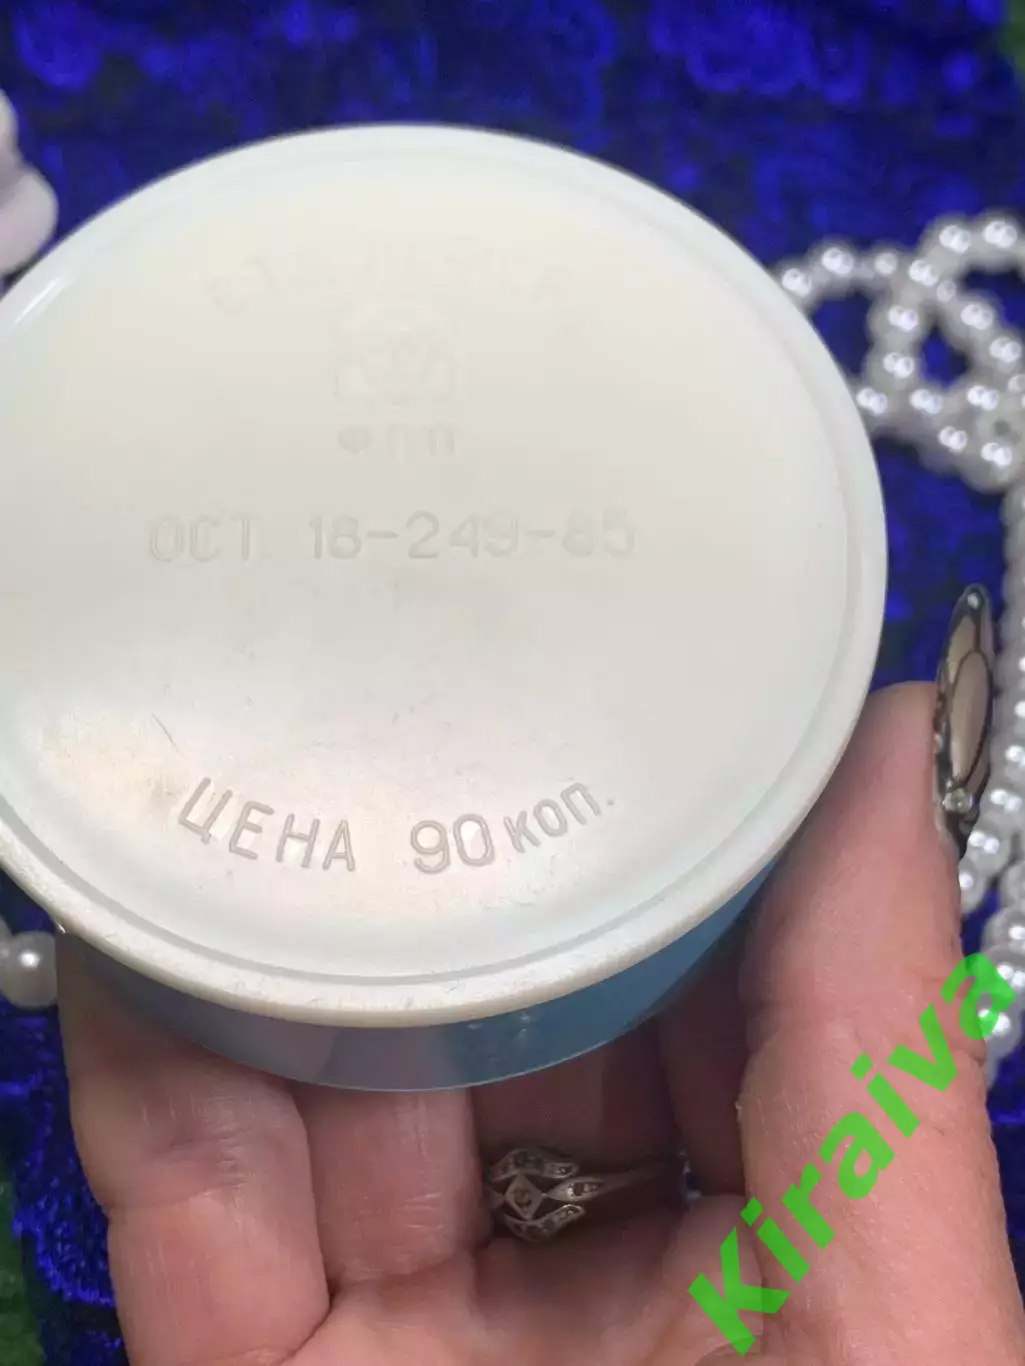 ФПП
ОСТ 18-249-85
ЦЕНА 90 коп.
Kiraiva